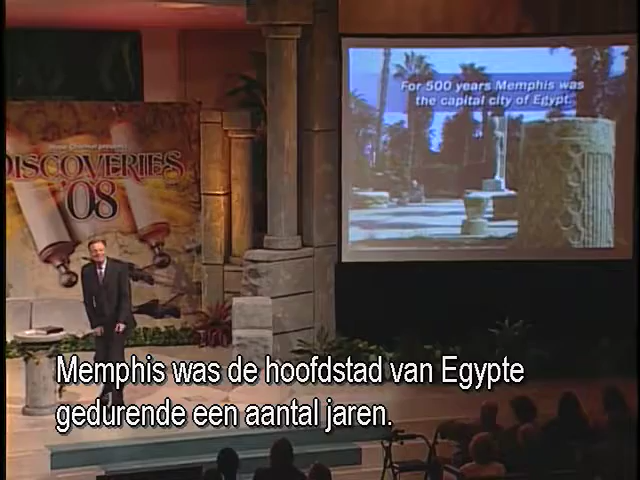 For 500 years Memphis was
the capital city of Egypt.
DISCOVERIES
'08
Memphis was de hoofdstad van Egypte
gedurende een aantal jaren.